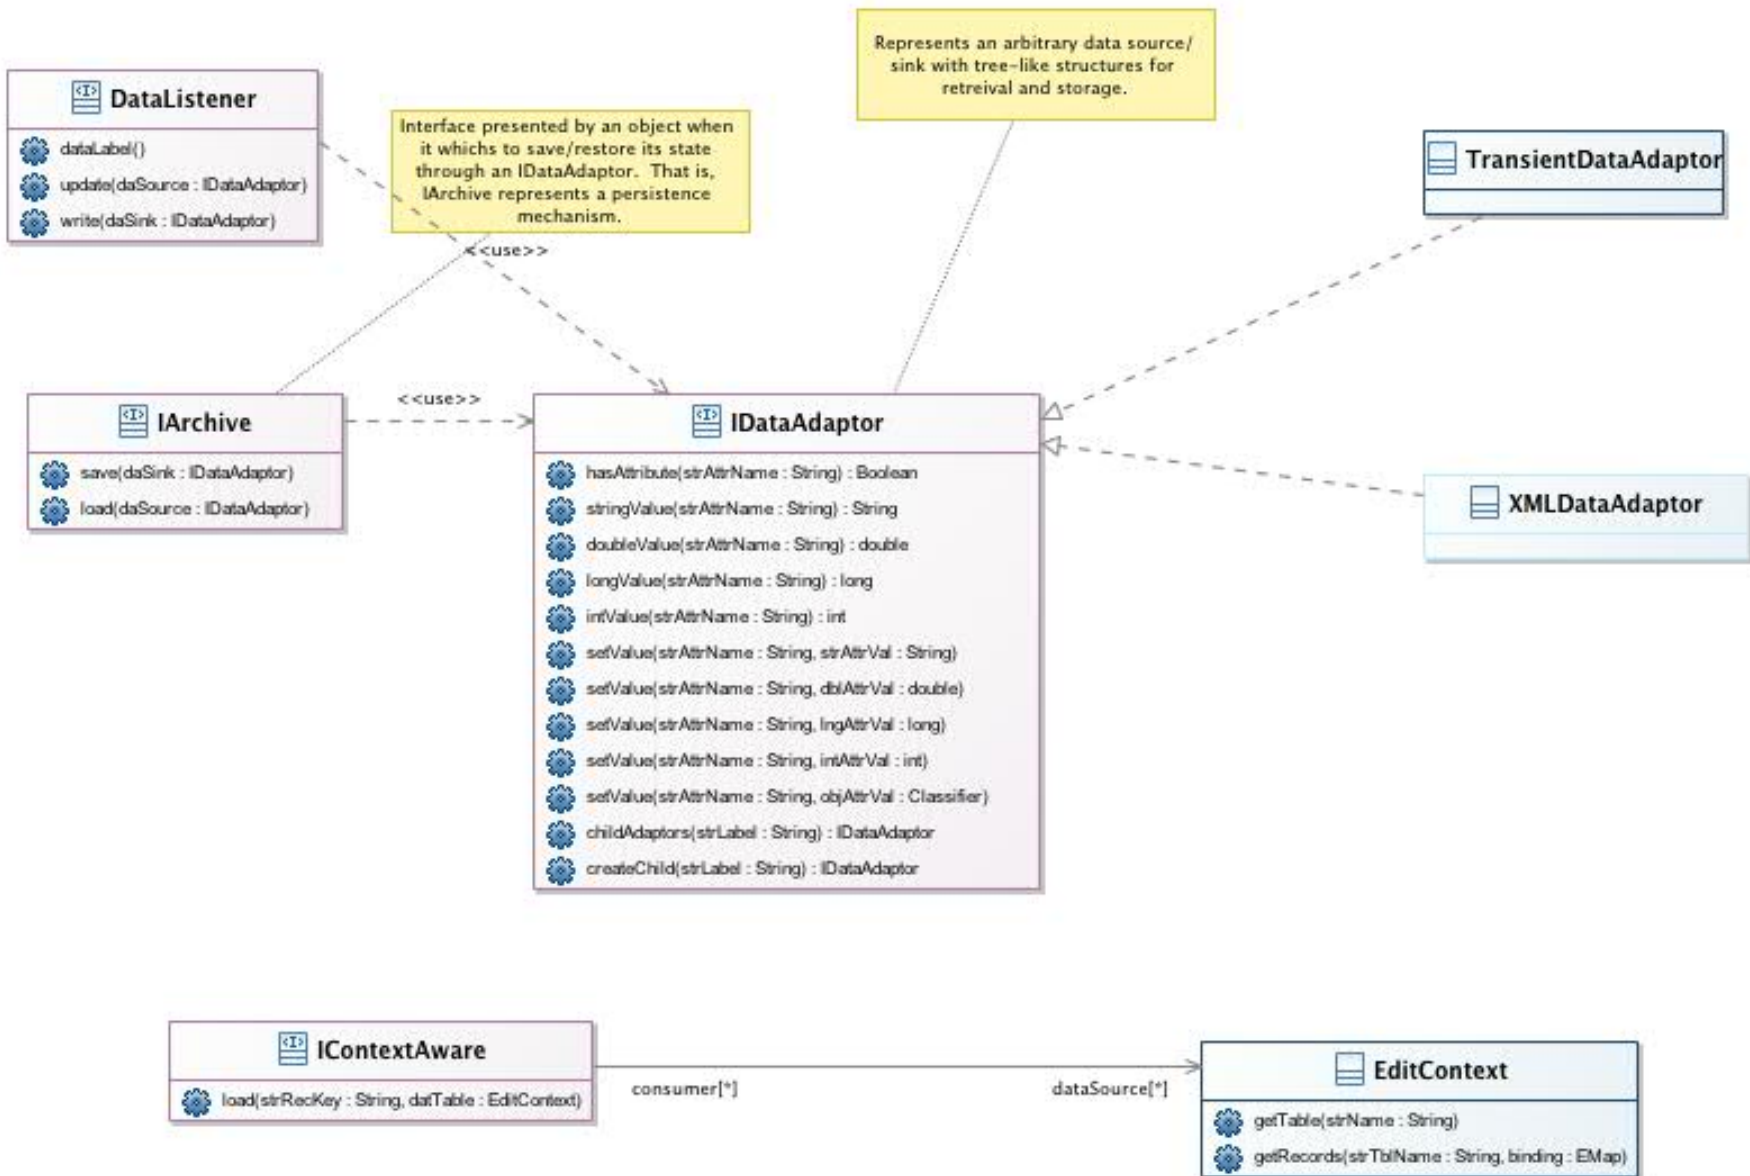 Represents an arbitrary data source/
sink with tree-like structures for
retreival and storage.
DataListener
dataLabel()
update(daSource : IDataAdaptor)
write(daSink : IDataAdaptor)
Interface presented by an object when
it whichs to save/restore its state
through an IDataAdaptor. That is,
IArchive represents a persistence
mechanism.
<<use>>
TransientDataAdaptor
IArchive
save(daSink : IDataAdaptor)
load(daSource : IDataAdaptor)
<<use>>
IDataAdaptor
hasAttribute(strAttrName : String) : Boolean
stringValue(strAttrName : String) : String
doubleValue(strAttrName : String) : double
longValue(strAttrName : String) : long
intValue(strAttrName : String) : int
setValue(strAttrName : String, strAttrVal : String)
setValue(strAttrName : String, dblAttrVal : double)
setValue(strAttrName : String, lngAttrVal : long)
setValue(strAttrName : String, intAttrVal : int)
setValue(strAttrName : String, objAttrVal : Classifier)
childAdaptors(strLabel : String) : IDataAdaptor
createChild(strLabel : String) : IDataAdaptor
XMLDataAdaptor
IContextAware
load(strRecKey : String, datTable : EditContext)
consumer[*]
dataSource[*]
EditContext
getTable(strName : String)
getRecords(strTblName : String, binding : EMap)